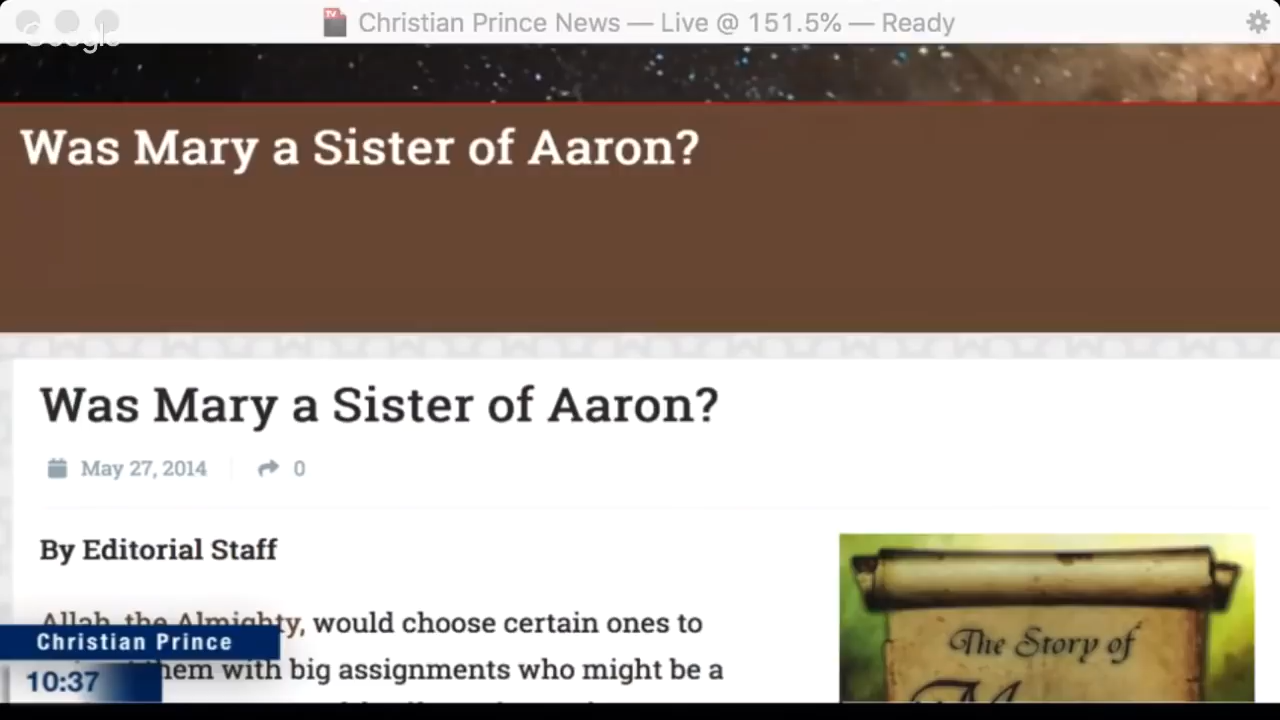 Christian Prince News — Live @ 151.5% — Ready
Google
Was Mary a Sister of Aaron?
Was Mary a Sister of Aaron?
May 27, 2014
0
By Editorial Staff
Allah, the Almighty, would choose certain ones to
them with big assignments who might be a
The Story of
Christian Prince
10:37